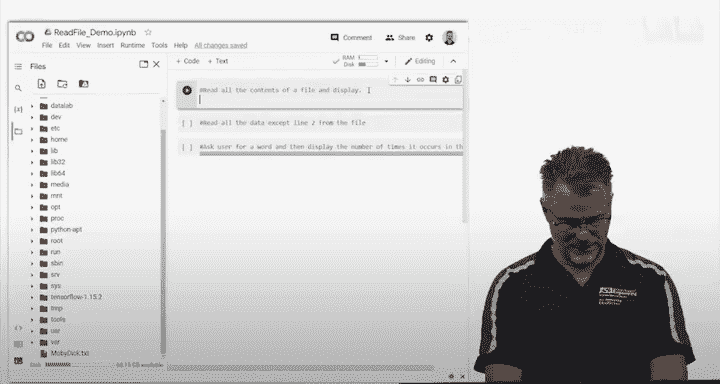 ReadFile_Demo.ipynb
Comment
Share
File Edit View Insert Runtime Tools Help All changes saved
Files
+ Code + Text
RAM
Disk
Editing
#Read all the contents of a file and display.
#Read all the data except line 2 from the file
#Ask user for a word and then display the number of times it occurs in th
datalab
dev
etc
home
lib
lib32
lib64
media
mnt
opt
proc
python-apt
root
run
sbin
srv
sys
tensorflow-1.15.2
tmp
tools
usr
var
MobyDick.txt
Disk
available